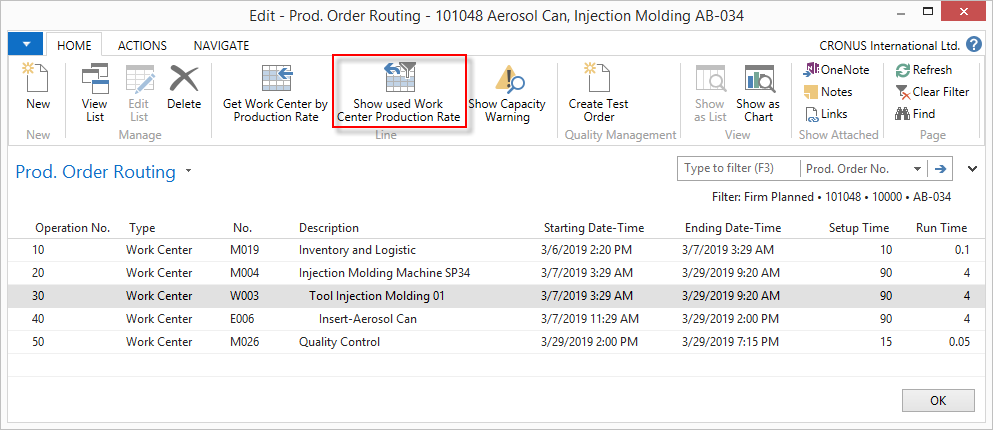 Edit - Prod. Order Routing - 101048 Aerosol Can, Injection Molding AB-034
HOME ACTIONS NAVIGATE CRONUS International Ltd.
New
View List
Edit List
Delete
Get Work Center by Production Rate
Show used Work Center Production Rate
Show Capacity Warning
Create Test Order
Show as List
Show as Chart
OneNote
Notes
Links
Refresh
Clear Filter
Find
New Manage Line Quality Management View Show Attached Page
Prod. Order Routing
Type to filter (F3) Prod. Order No.
Filter: Firm Planned • 101048 • 10000 • AB-034
Operation No. Type No. Description Starting Date-Time Ending Date-Time Setup Time Run Time
10 Work Center M019 Inventory and Logistic 3/6/2019 2:20 PM 3/7/2019 3:29 AM 10 0.1
20 Work Center M004 Injection Molding Machine SP34 3/7/2019 3:29 AM 3/29/2019 9:20 AM 90 4
30 Work Center W003 Tool Injection Molding 01 3/7/2019 3:29 AM 3/29/2019 9:20 AM 90 4
40 Work Center E006 Insert-Aerosol Can 3/7/2019 11:29 AM 3/29/2019 2:00 PM 90 4
50 Work Center M026 Quality Control 3/29/2019 2:00 PM 3/29/2019 7:15 PM 15 0.05
OK